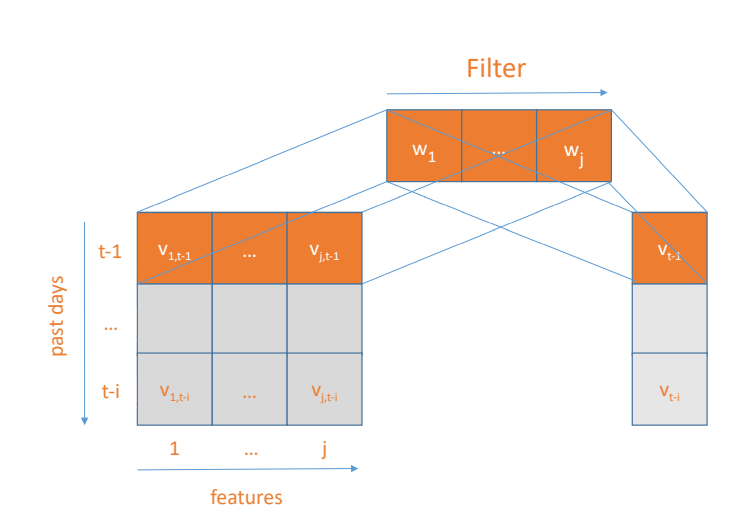 Filter
w1 ... wj
t-1 v1,t-1 ... vj,t-1 vt-1
past days
...
t-i v1,t-i ... vj,t-i vt-i
1 ... j
features